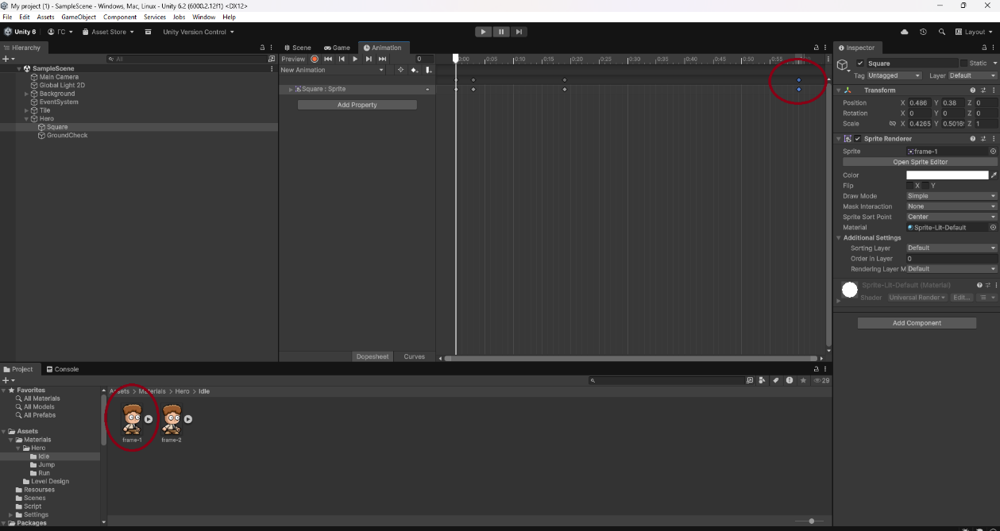 My project (1) - SampleScene - Windows, Mac, Linux - Unity 6.2 (6000.2.12f1) <DX12>
File Edit Assets GameObject Component Services Jobs Window Help
Unity 6 TC Asset Store Unity Version Control Layout
Hierarchy
All
SampleScene
Main Camera
Global Light 2D
Background
EventSystem
Tile
Hero
Square
GroundCheck
Scene Game Animation
Preview 0
New Animation
0:00 0:05 0:10 0:15 0:20 0:25 0:30 0:35 0:40 0:45 0:50 0:55
Square : Sprite
Add Property
Dopesheet Curves
Inspector
Square Static
Tag Untagged Layer Default
Transform
Position X 0.486 Y 0.38 Z 0
Rotation X 0 Y 0 Z 0
Scale X 0.4265 Y 0.5018 Z 1
Sprite Renderer
Sprite frame-1
Open Sprite Editor
Color
Flip X Y
Draw Mode Simple
Mask Interaction None
Sprite Sort Point Center
Material Sprite-Lit-Default
Additional Settings
Sorting Layer Default
Order in Layer 0
Rendering Layer M Default
Sprite-Lit-Default (Material)
Shader Universal Render Edit...
Add Component
Project Console
29
Favorites
All Materials
All Models
All Prefabs
Assets
Materials
Hero
Idle
Jump
Run
Level Design
Resourses
Scenes
Script
Settings
Packages
Assets > Materials > Hero > Idle
frame-1 frame-2